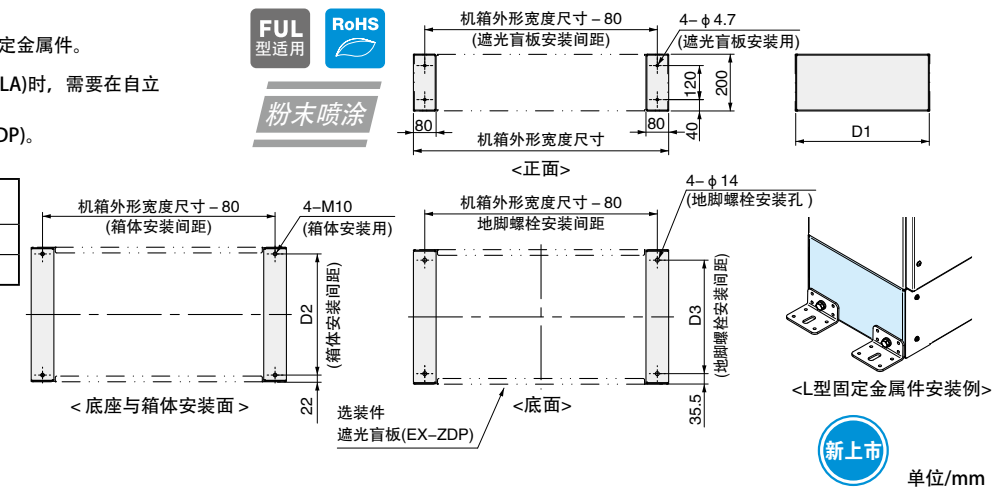 定金属件。
LA)时，需要在自立
DP)。
FUL
型适用
RoHS
粉末喷涂
机箱外形宽度尺寸－80
(遮光盲板安装间距)
4－φ4.7
(遮光盲板安装用)
120
200
80
80
40
机箱外形宽度尺寸
<正面>
D1
机箱外形宽度尺寸－80
(箱体安装间距)
4－M10
(箱体安装用)
D2
(箱体安装间距)
22
<底座与箱体安装面>
机箱外形宽度尺寸－80
地脚螺栓安装间距
4－φ14
(地脚螺栓安装孔)
D3
(地脚螺栓安装间距)
35.5
<底面>
选装件
遮光盲板(EX－ZDP)
<L型固定金属件安装例>
新上市
单位/mm